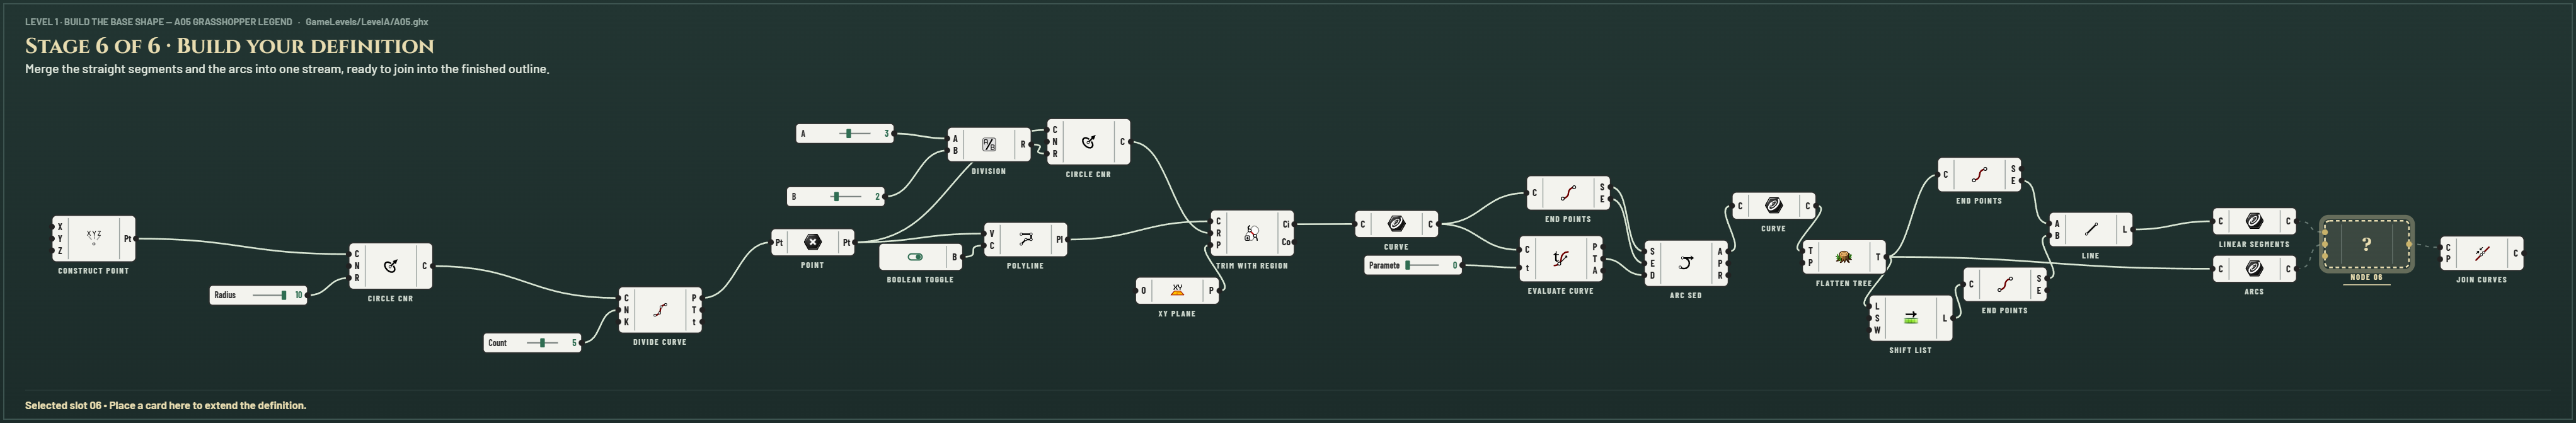 LEVEL 1 · BUILD THE BASE SHAPE — A05 GRASSHOPPER LEGEND · GameLevels/LevelA/A05.ghx
STAGE 6 OF 6 · BUILD YOUR DEFINITION
Merge the straight segments and the arcs into one stream, ready to join into the finished outline.
X
Y XYZ Pt
Z
CONSTRUCT POINT
Radius 10
C
N C
R
CIRCLE CNR
Count 5
C P
N T
K t
DIVIDE CURVE
A 3
B 2
Pt Pt
POINT
A
B A/B R
DIVISION
C
N C
R
CIRCLE CNR
B
BOOLEAN TOGGLE
V
C Pl
POLYLINE
O XY P
XY PLANE
C Ci
R
P Co
TRIM WITH REGION
C C
CURVE
Paramete 0
C S
E
END POINTS
C P
T
t A
EVALUATE CURVE
S A
E P
D R
ARC SED
C C
CURVE
T T
P
FLATTEN TREE
L
S L
W
SHIFT LIST
C S
E
END POINTS
C S
E
END POINTS
A
B L
LINE
C C
LINEAR SEGMENTS
C C
ARCS
?
NODE 06
C C
P
JOIN CURVES
Selected slot 06 • Place a card here to extend the definition.